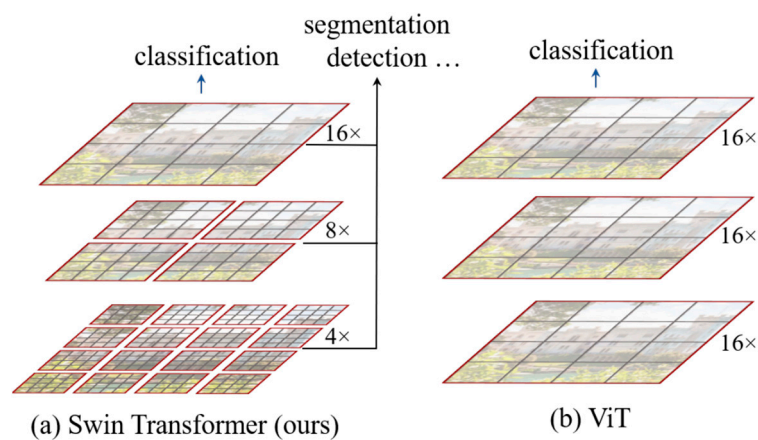 classification
segmentation
detection …
16×
8×
4×
(a) Swin Transformer (ours)
classification
16×
16×
16×
(b) ViT